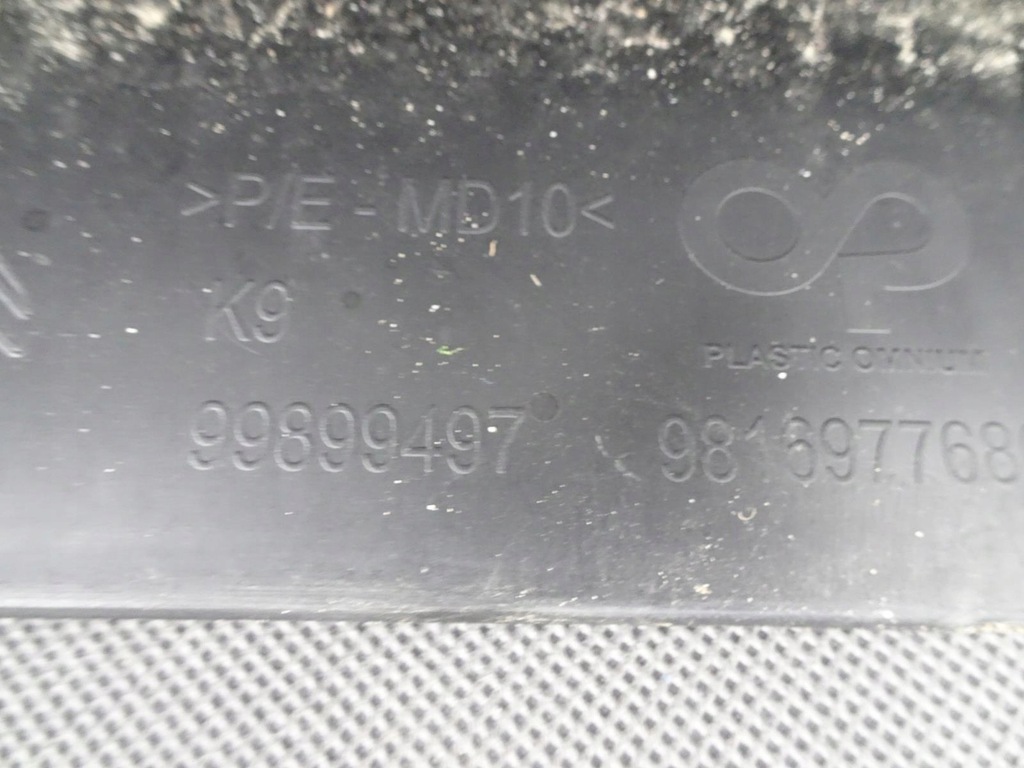 >P/E - MD10<
K9
PLASTIC OMNIUM
99899497 981697768